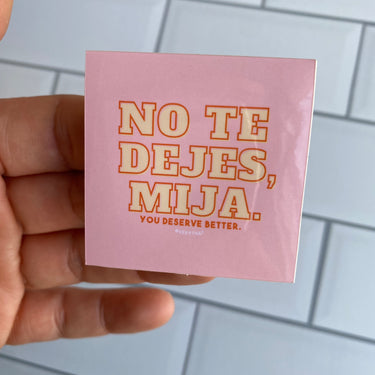 NO TE
DEJES,
MIJA.
YOU DESERVE BETTER.